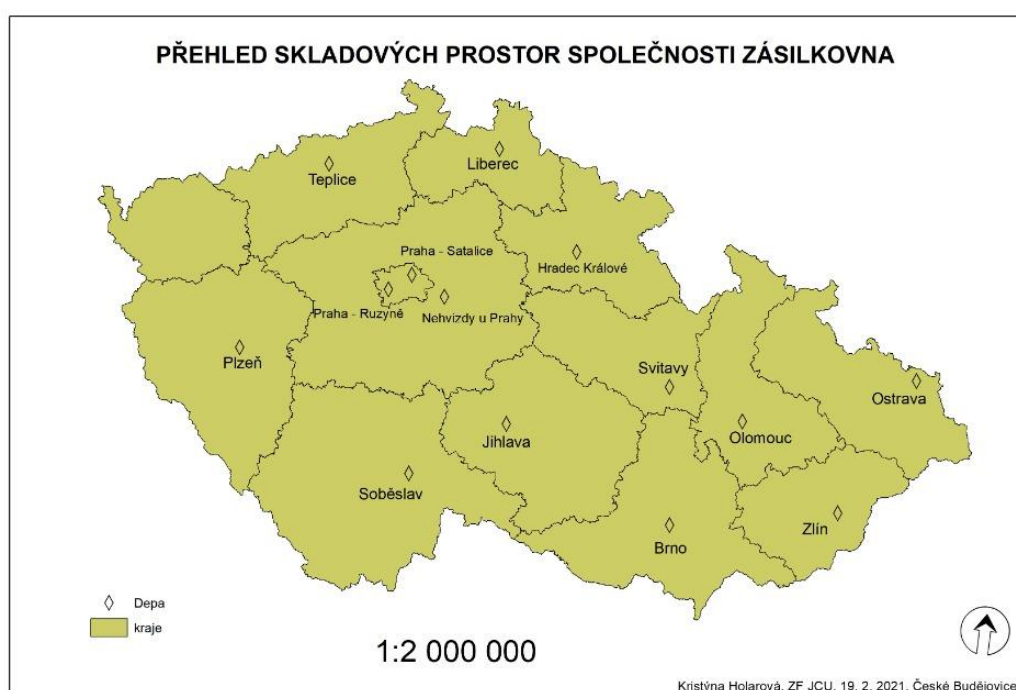 PŘEHLED SKLADOVÝCH PROSTOR SPOLEČNOSTI ZÁSILKOVNA
Liberec
Teplice
Praha - Satalice
Hradec Králové
Praha - Ruzyně
Nehvizdy u Prahy
Plzeň
Svitavy
Ostrava
Jihlava
Olomouc
Soběslav
Zlín
Brno
Depa
kraje
1:2 000 000
Kristýna Holarová, ZF JCU, 19. 2. 2021, České Budějovice